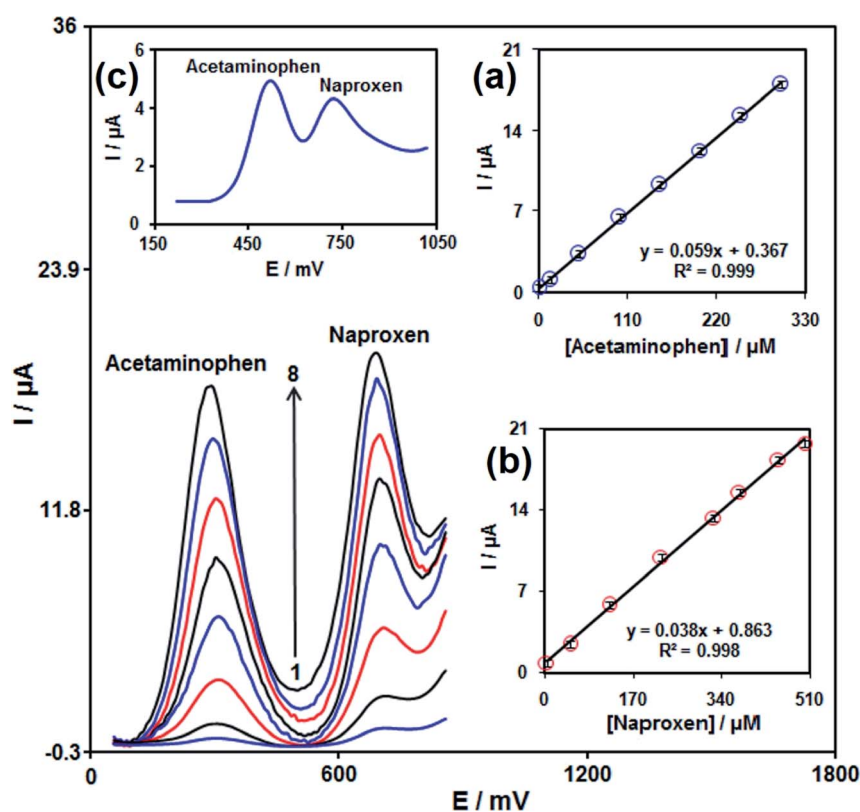 36
23.9
11.8
-0.3
I / µA
0
600
1200
1800
E / mV
Acetaminophen
Naproxen
8
1
(c)
6
4
2
0
I / µA
Acetaminophen
Naproxen
150
450
750
1050
E / mV
(a)
21
14
7
0
I / µA
y = 0.059x + 0.367
R² = 0.999
0
110
220
330
[Acetaminophen] / µM
(b)
21
14
7
0
I / µA
y = 0.038x + 0.863
R² = 0.998
0
170
340
510
[Naproxen] / µM